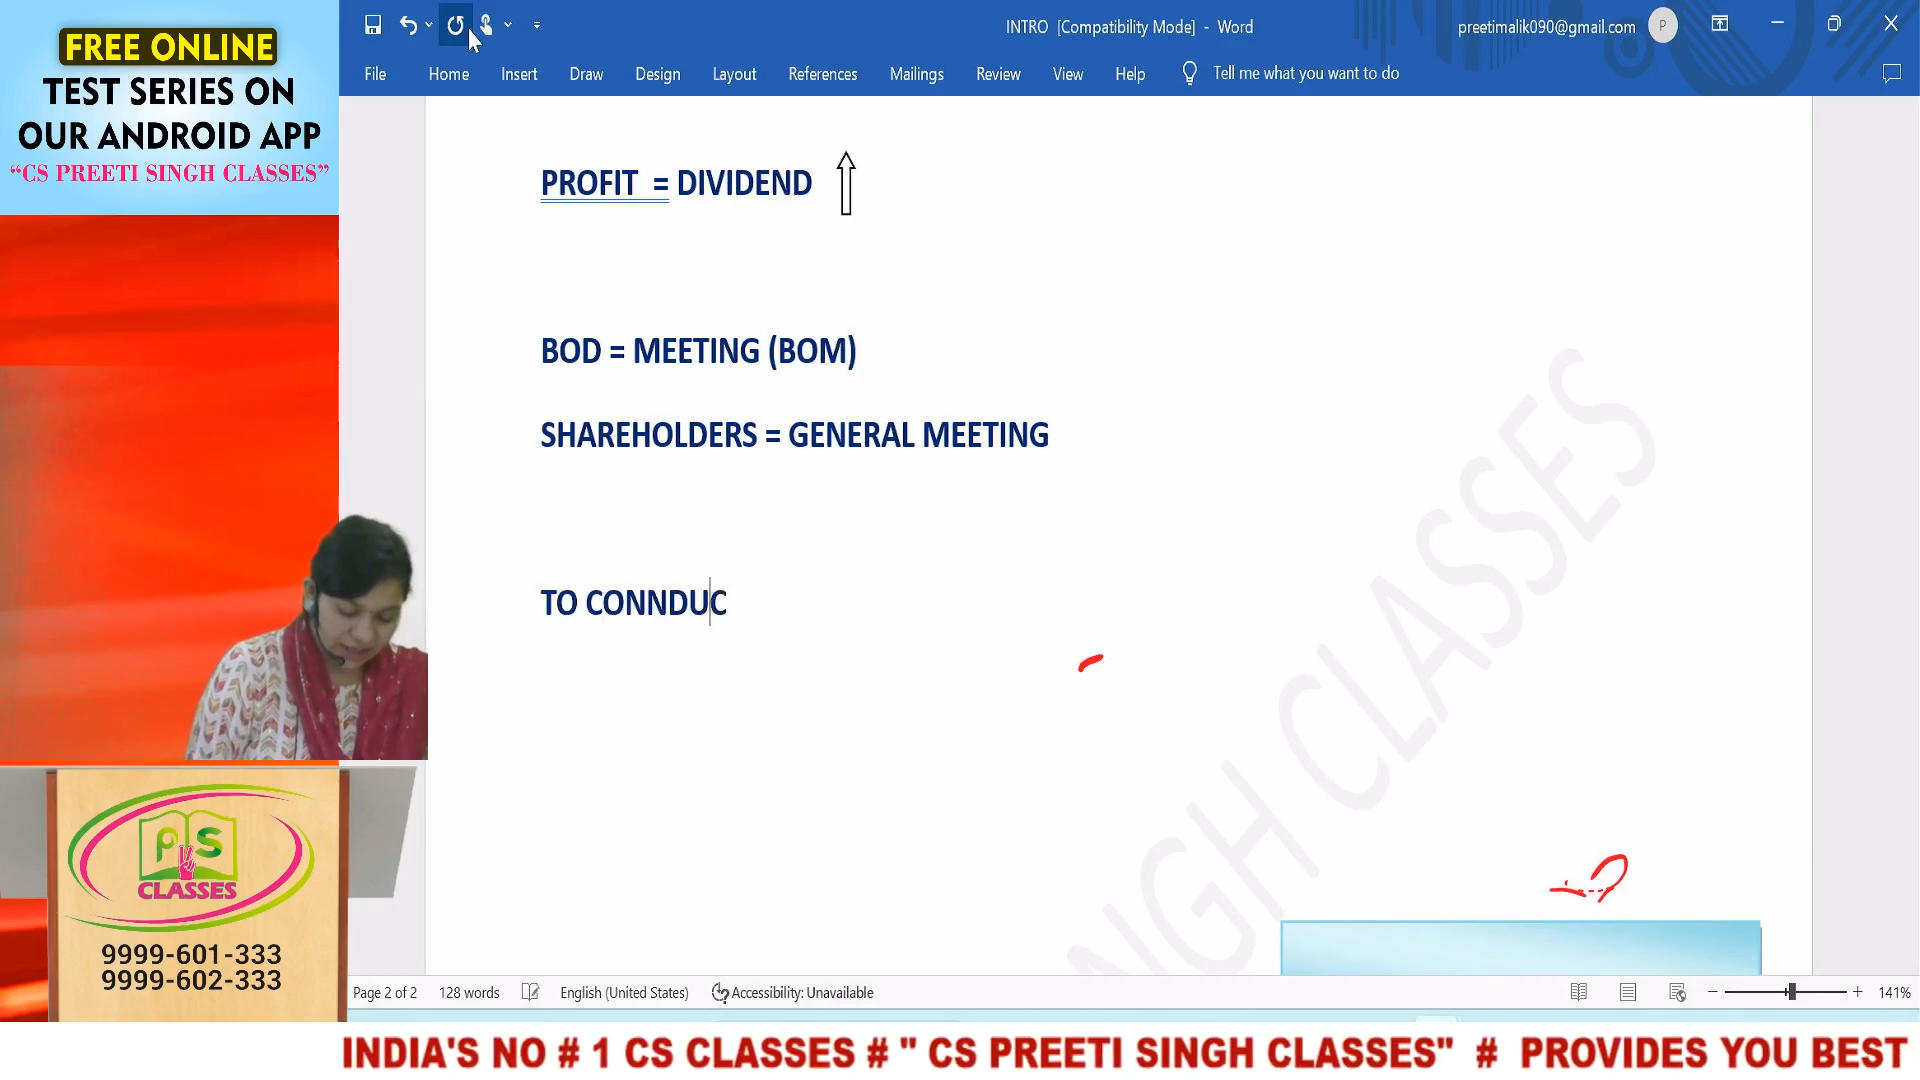 FREE ONLINE
TEST SERIES ON
OUR ANDROID APP
“CS PREETI SINGH CLASSES”
INTRO [Compatibility Mode] - Word
preetimalik090@gmail.com
P
File Home Insert Draw Design Layout References Mailings Review View Help Tell me what you want to do
PROFIT = DIVIDEND
BOD = MEETING (BOM)
SHAREHOLDERS = GENERAL MEETING
TO CONNDUC
NGH CLASSES
PS
CLASSES
9999-601-333
9999-602-333
Page 2 of 2 128 words English (United States) Accessibility: Unavailable 141%
INDIA'S NO # 1 CS CLASSES # " CS PREETI SINGH CLASSES" # PROVIDES YOU BEST